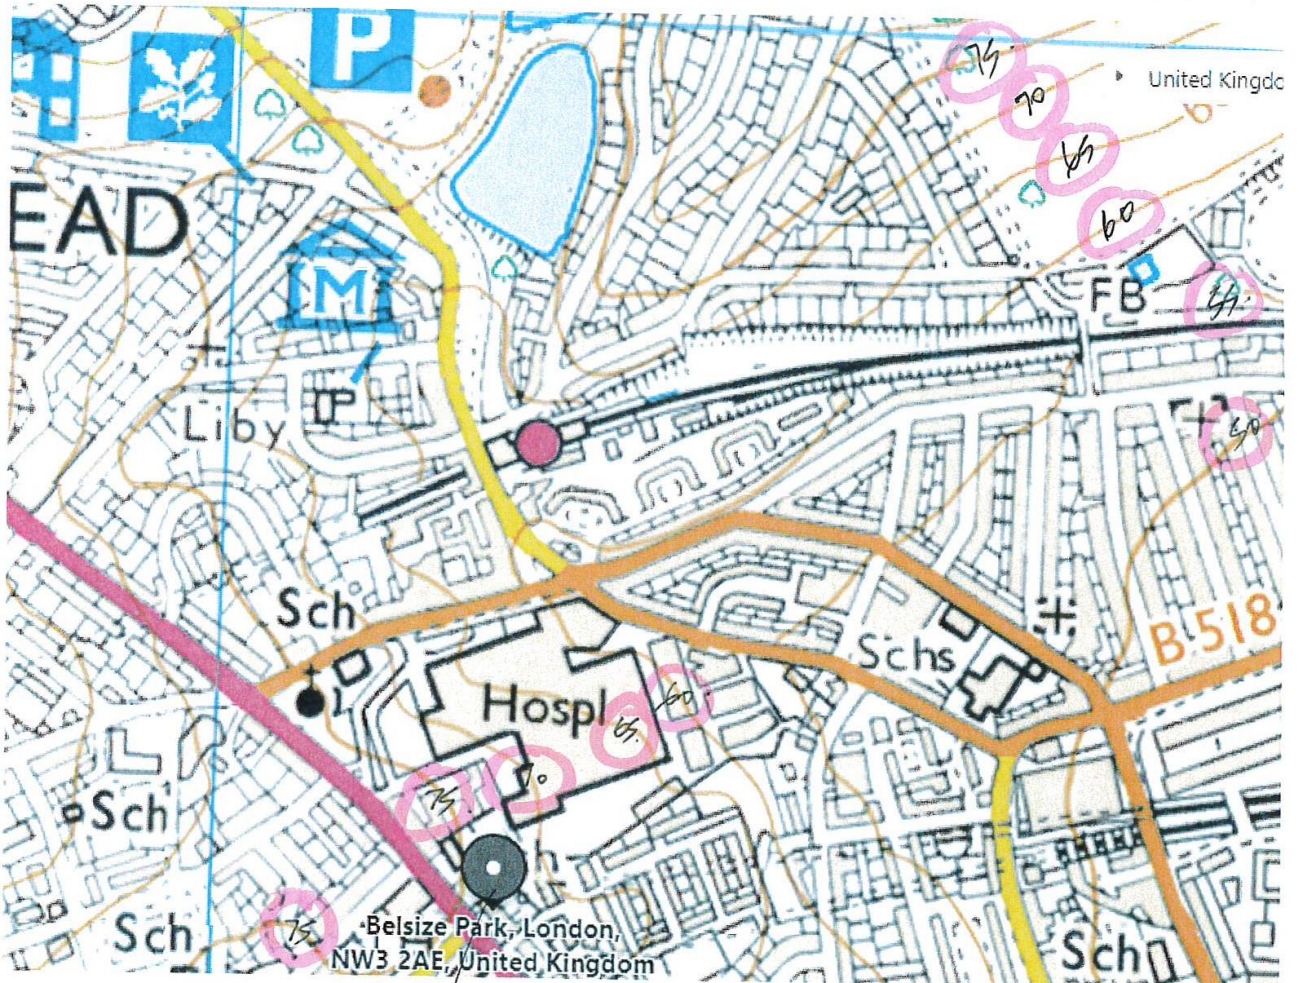 P
75.
70
United Kingdo
65
60
EAD
M
FB
55.
Liby
50
Sch
B 518
Schs
Hospl
65.
60.
70
75.
Sch
h
75
Sch
Belsize Park, London,
NW3 2AE, United Kingdom
Sch